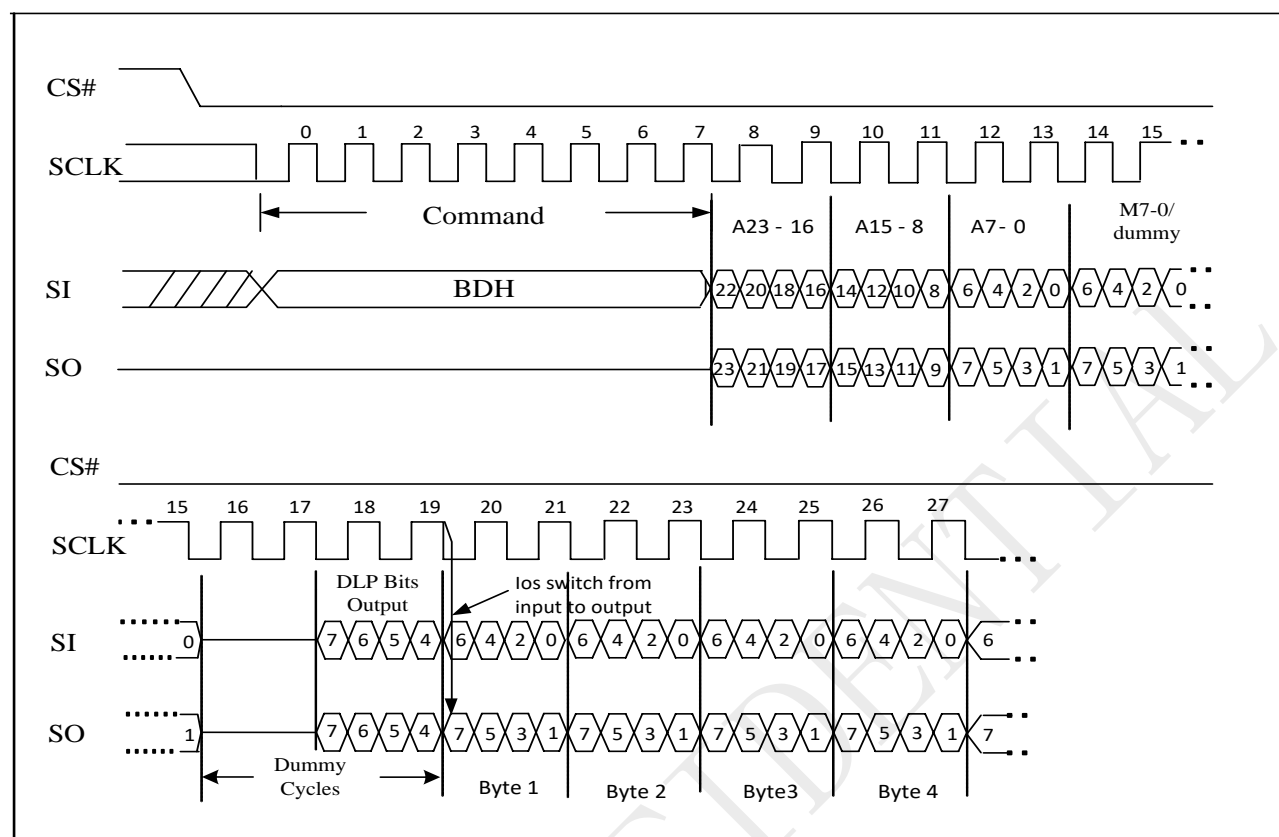 CS#
0 1 2 3 4 5 6 7 8 9 10 11 12 13 14 15
SCLK
Command
A23 - 16 A15 - 8 A7- 0 M7-0/
dummy
SI BDH 22 20 18 16 14 12 10 8 6 4 2 0 6 4 2 0
SO 23 21 19 17 15 13 11 9 7 5 3 1 7 5 3 1
CS#
15 16 17 18 19 20 21 22 23 24 25 26 27
SCLK
DLP Bits
Output
Ios switch from
input to output
SI 0 7 6 5 4 6 4 2 0 6 4 2 0 6 4 2 0 6 4 2 0 6
SO 1 7 6 5 4 7 5 3 1 7 5 3 1 7 5 3 1 7 5 3 1 7
Dummy
Cycles
Byte 1 Byte 2 Byte3 Byte 4
IDENTIAL